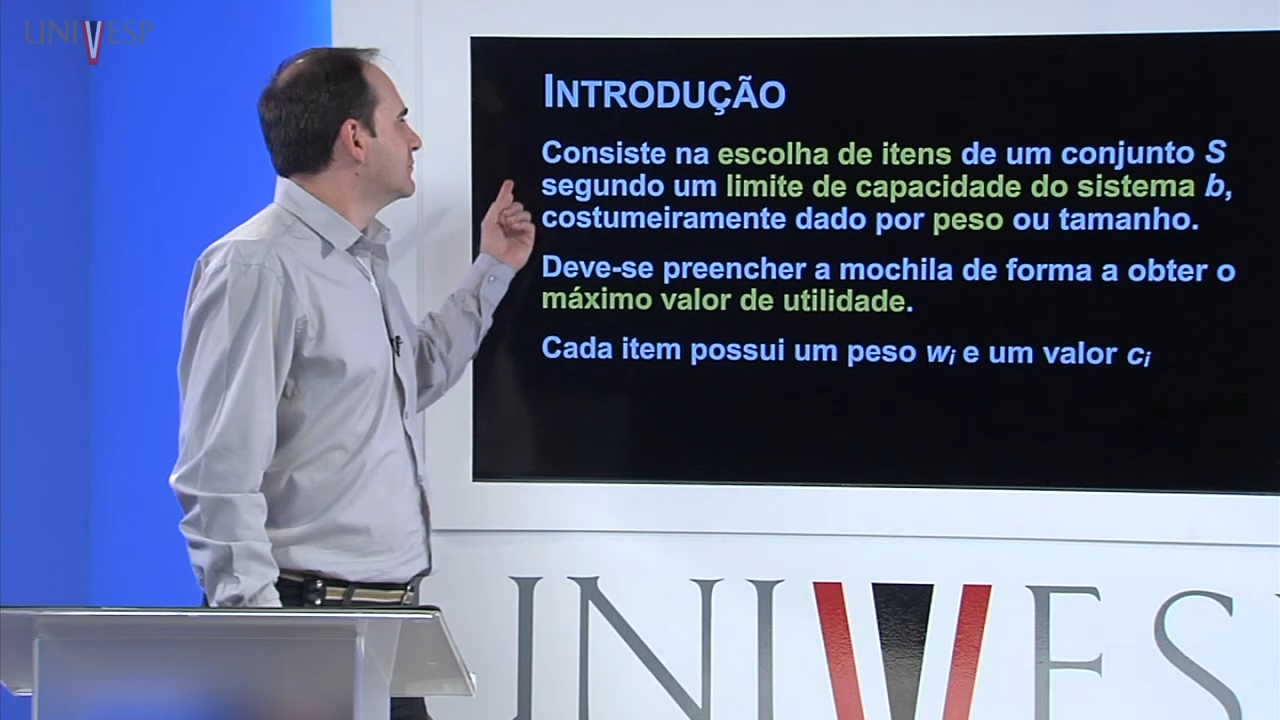 UNIVESP
INTRODUÇÃO
Consiste na escolha de itens de um conjunto S
segundo um limite de capacidade do sistema b,
costumeiramente dado por peso ou tamanho.
Deve-se preencher a mochila de forma a obter o
máximo valor de utilidade.
Cada item possui um peso wi e um valor ci
UNIVES